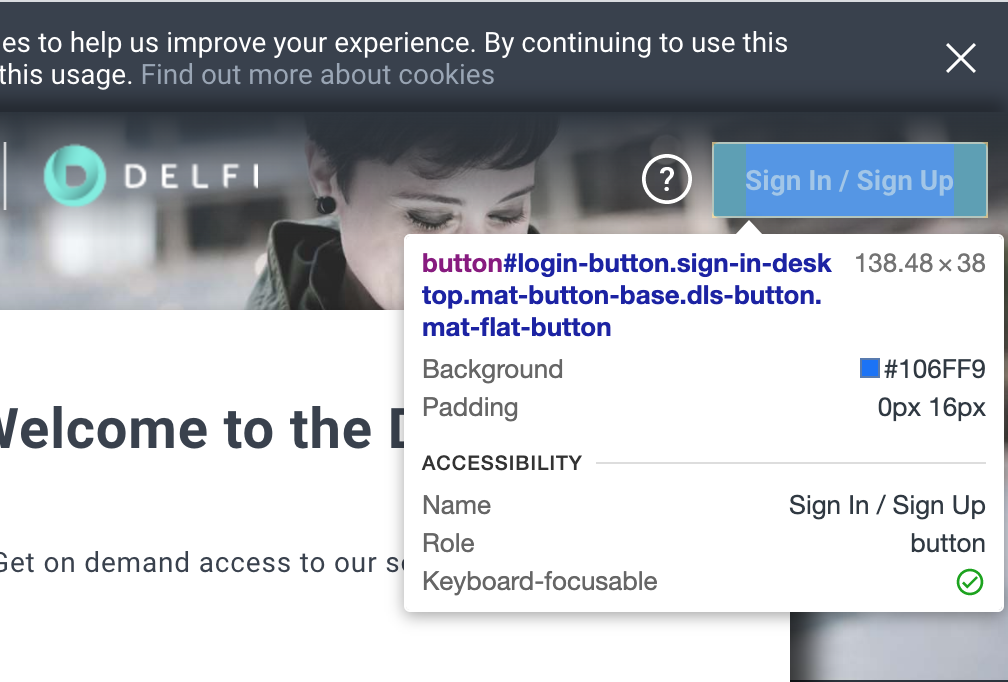 es to help us improve your experience. By continuing to use this
this usage. Find out more about cookies
DELFI
?
Sign In / Sign Up
button#login-button.sign-in-desk
top.mat-button-base.dls-button.
mat-flat-button
138.48 × 38
Background #106FF9
Padding 0px 16px
ACCESSIBILITY
Name Sign In / Sign Up
Role button
Keyboard-focusable
Welcome to the D
Get on demand access to our s